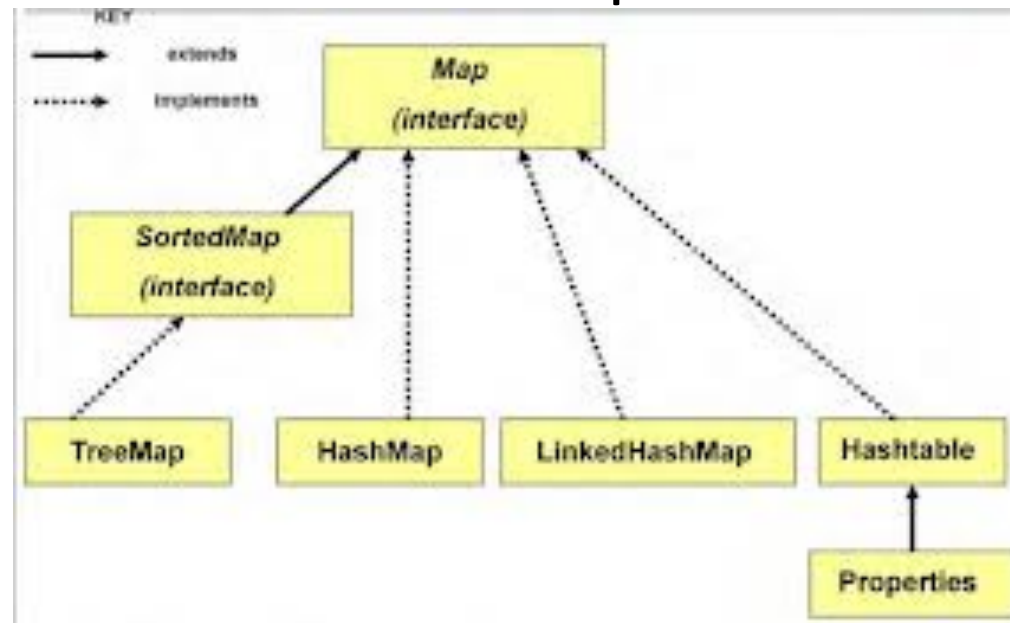 KEY
extends
implements
Map
(interface)
SortedMap
(interface)
TreeMap
HashMap
LinkedHashMap
Hashtable
Properties